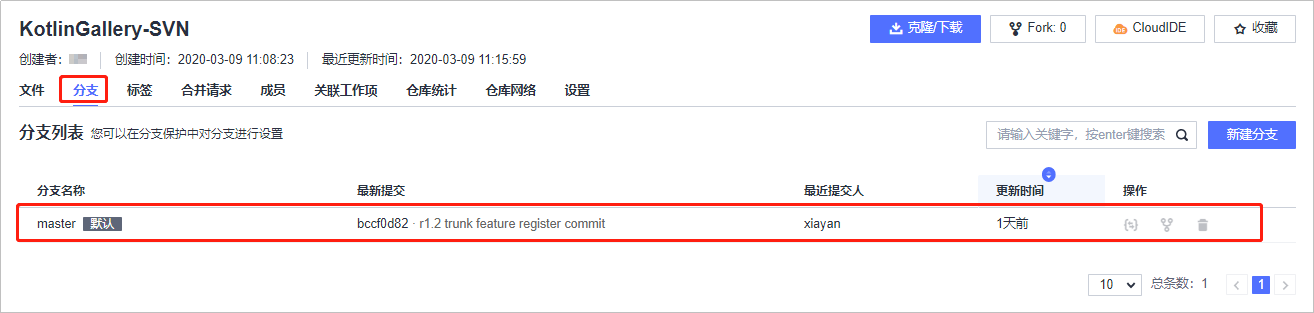 KotlinGallery-SVN
克隆/下载 Fork: 0 CloudIDE 收藏
创建者： 创建时间：2020-03-09 11:08:23 最近更新时间：2020-03-09 11:15:59
文件 分支 标签 合并请求 成员 关联工作项 仓库统计 仓库网络 设置
分支列表 您可以在分支保护中对分支进行设置 请输入关键字，按enter键搜索 新建分支
分支名称 最新提交 最近提交人 更新时间 操作
master 默认 bccf0d82 · r1.2 trunk feature register commit xiayan 1天前
10 总条数：1 1